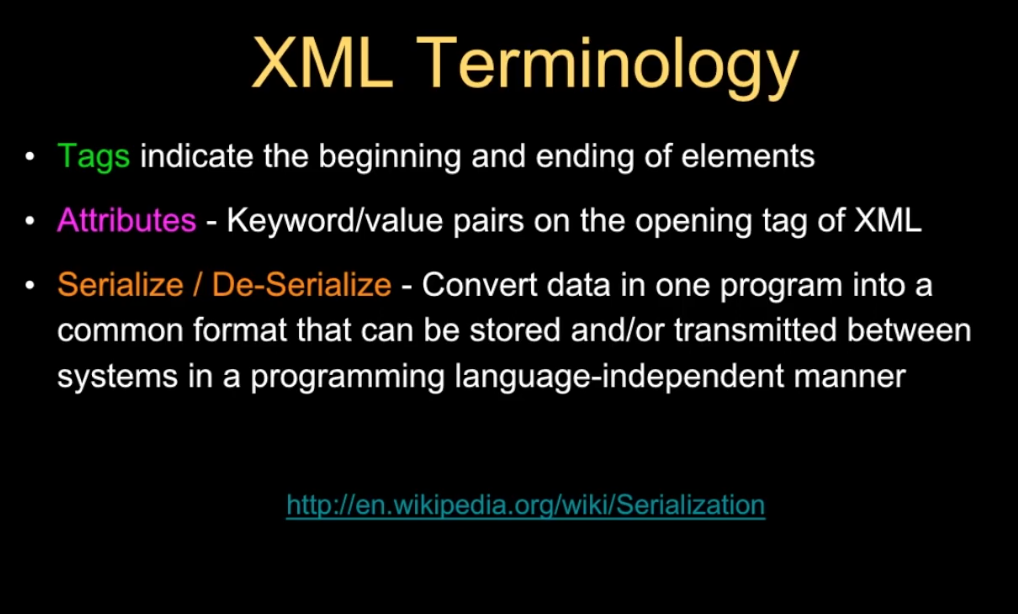 XML Terminology
• Tags indicate the beginning and ending of elements
• Attributes - Keyword/value pairs on the opening tag of XML
• Serialize / De-Serialize - Convert data in one program into a
common format that can be stored and/or transmitted between
systems in a programming language-independent manner
http://en.wikipedia.org/wiki/Serialization